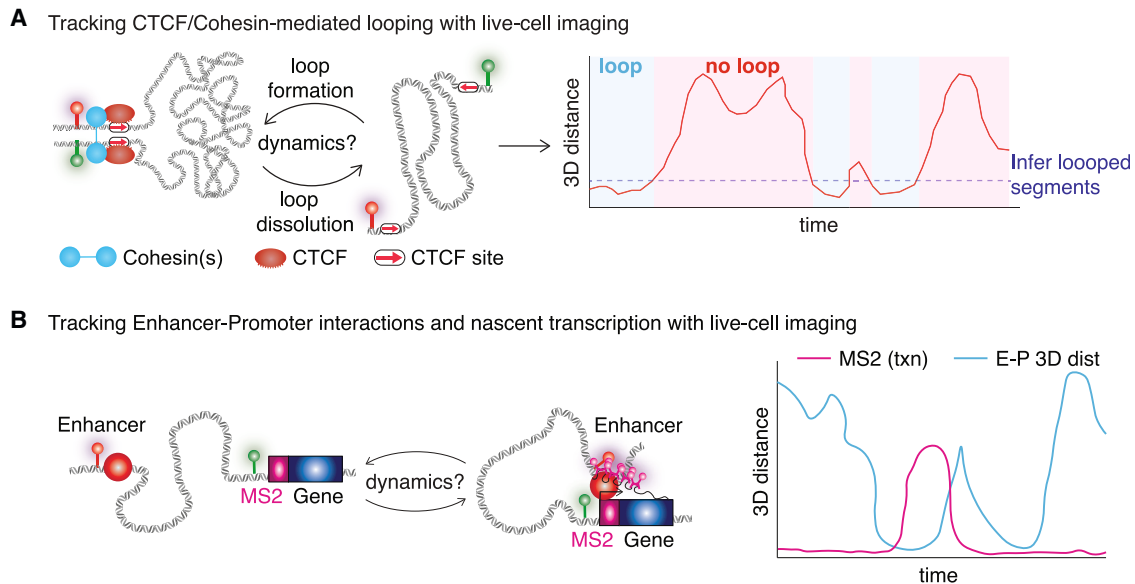 A Tracking CTCF/Cohesin-mediated looping with live-cell imaging
loop
formation
dynamics?
loop
dissolution
Cohesin(s)
CTCF
CTCF site
loop
no loop
3D distance
time
Infer loooped
segments
B Tracking Enhancer-Promoter interactions and nascent transcription with live-cell imaging
Enhancer
MS2 Gene
dynamics?
Enhancer
MS2 Gene
MS2 (txn)
E-P 3D dist
3D distance
time